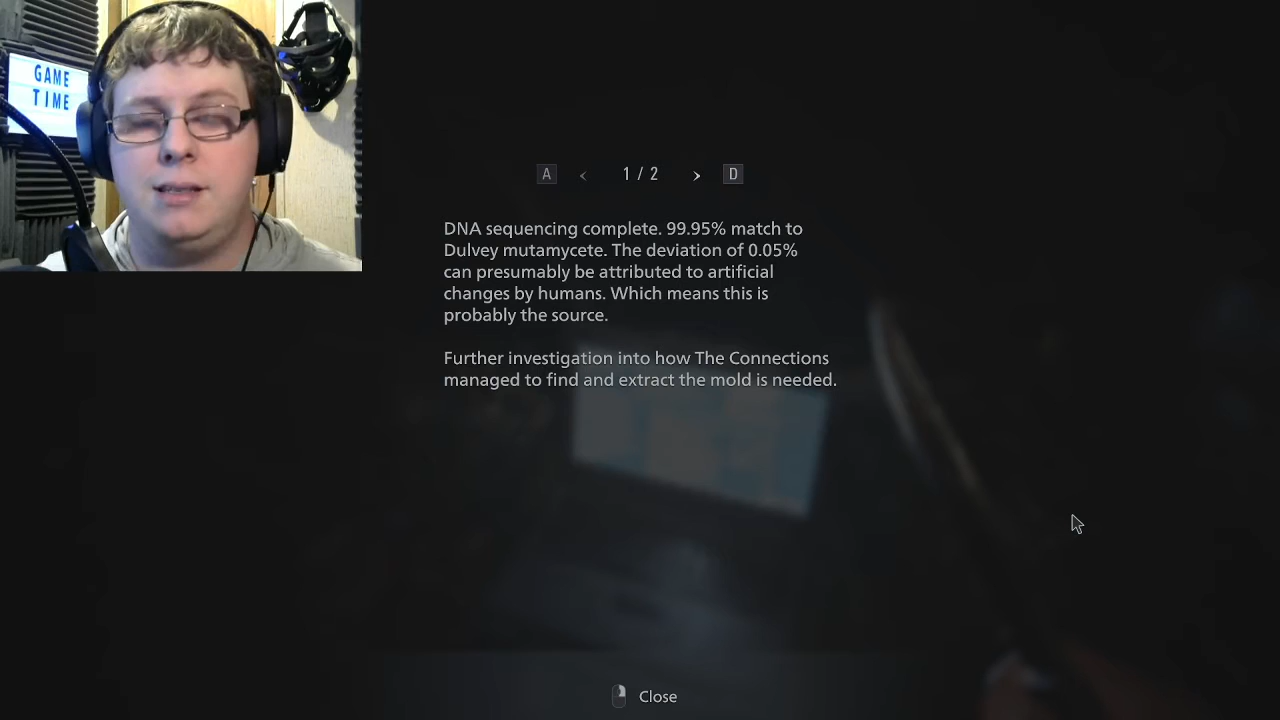 GAME
TIME
A < 1 / 2 > D
DNA sequencing complete. 99.95% match to
Dulvey mutamycete. The deviation of 0.05%
can presumably be attributed to artificial
changes by humans. Which means this is
probably the source.
Further investigation into how The Connections
managed to find and extract the mold is needed.
Close